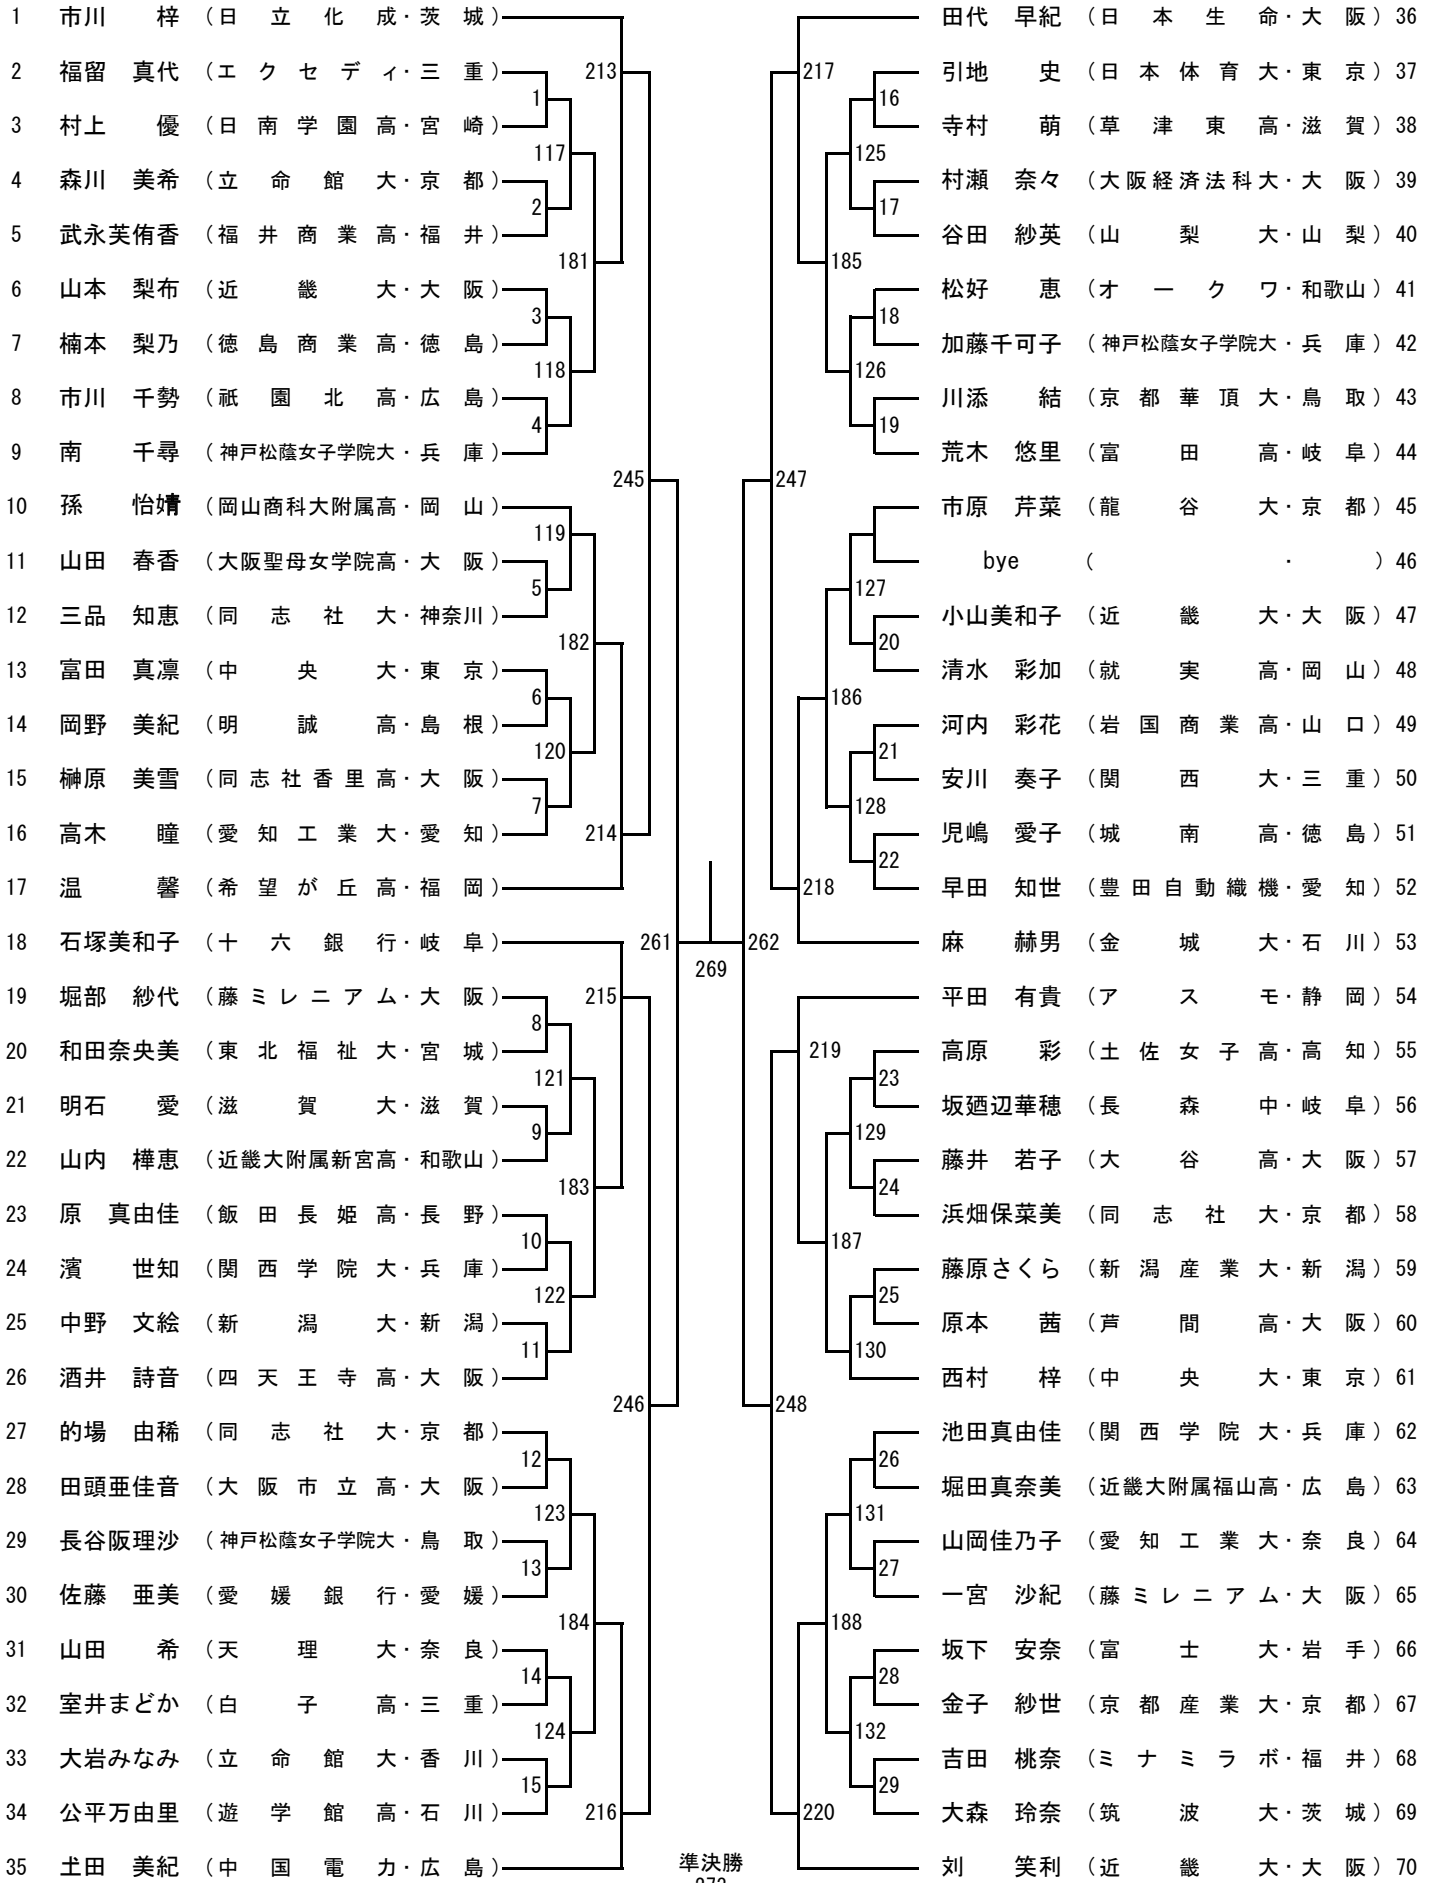 1 市川 梓 (日立化成・茨城)
2 福留 真代 (エクセディ・三重)
3 村上 優 (日南学園高・宮崎)
4 森川 美希 (立命館大・京都)
5 武永芙侑香 (福井商業高・福井)
6 山本 梨布 (近畿大・大阪)
7 楠本 梨乃 (徳島商業高・徳島)
8 市川 千勢 (祇園北高・広島)
9 南 千尋 (神戸松蔭女子学院大・兵庫)
10 孫 怡婧 (岡山商科大附属高・岡山)
11 山田 春香 (大阪聖母女学院高・大阪)
12 三品 知恵 (同志社大・神奈川)
13 富田 真凛 (中央大・東京)
14 岡野 美紀 (明誠高・島根)
15 榊原 美雪 (同志社香里高・大阪)
16 高木 瞳 (愛知工業大・愛知)
17 温 馨 (希望が丘高・福岡)
18 石塚美和子 (十六銀行・岐阜)
19 堀部 紗代 (藤ミレニアム・大阪)
20 和田奈央美 (東北福祉大・宮城)
21 明石 愛 (滋賀大・滋賀)
22 山内 樺恵 (近畿大附属新宮高・和歌山)
23 原 真由佳 (飯田長姫高・長野)
24 濱 世知 (関西学院大・兵庫)
25 中野 文絵 (新潟大・新潟)
26 酒井 詩音 (四天王寺高・大阪)
27 的場 由稀 (同志社大・京都)
28 田頭亜佳音 (大阪市立高・大阪)
29 長谷阪理沙 (神戸松蔭女子学院大・鳥取)
30 佐藤 亜美 (愛媛銀行・愛媛)
31 山田 希 (天理大・奈良)
32 室井まどか (白子高・三重)
33 大岩みなみ (立命館大・香川)
34 公平万由里 (遊学館高・石川)
35 𡈽田 美紀 (中国電力・広島)
1
2
3
4
5
6
7
8
9
10
11
12
13
14
15
117
118
119
120
121
122
123
124
181
182
183
184
213
214
215
216
245
246
261
269
262
247
248
217
218
219
220
185
186
187
188
125
126
127
128
129
130
131
132
16
17
18
19
20
21
22
23
24
25
26
27
28
29
田代 早紀 (日本生命・大阪) 36
引地 史 (日本体育大・東京) 37
寺村 萌 (草津東高・滋賀) 38
村瀬 奈々 (大阪経済法科大・大阪) 39
谷田 紗英 (山梨大・山梨) 40
松好 恵 (オークワ・和歌山) 41
加藤千可子 (神戸松蔭女子学院大・兵庫) 42
川添 結 (京都華頂大・鳥取) 43
荒木 悠里 (富田高・岐阜) 44
市原 芹菜 (龍谷大・京都) 45
bye ( ・ ) 46
小山美和子 (近畿大・大阪) 47
清水 彩加 (就実高・岡山) 48
河内 彩花 (岩国商業高・山口) 49
安川 奏子 (関西大・三重) 50
児嶋 愛子 (城南高・徳島) 51
早田 知世 (豊田自動織機・愛知) 52
麻 赫男 (金城大・石川) 53
平田 有貴 (アスモ・静岡) 54
高原 彩 (土佐女子高・高知) 55
坂廼辺華穂 (長森中・岐阜) 56
藤井 若子 (大谷高・大阪) 57
浜畑保菜美 (同志社大・京都) 58
藤原さくら (新潟産業大・新潟) 59
原本 茜 (芦間高・大阪) 60
西村 梓 (中央大・東京) 61
池田真由佳 (関西学院大・兵庫) 62
堀田真奈美 (近畿大附属福山高・広島) 63
山岡佳乃子 (愛知工業大・奈良) 64
一宮 沙紀 (藤ミレニアム・大阪) 65
坂下 安奈 (富士大・岩手) 66
金子 紗世 (京都産業大・京都) 67
吉田 桃奈 (ミナミラボ・福井) 68
大森 玲奈 (筑波大・茨城) 69
刘 笑利 (近畿大・大阪) 70
準決勝